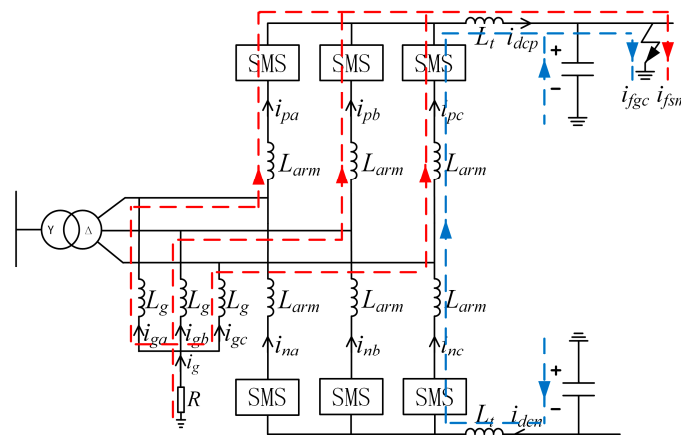 L_t i_dcp
SMS SMS SMS
+
−
i_fgc i_fsm
i_pa i_pb i_pc
L_arm L_arm L_arm
Y Δ
L_g L_g L_g L_arm L_arm L_arm
i_ga i_gb i_gc
i_na i_nb i_nc
i_g
R
SMS SMS SMS
+
−
L_t i_dcn